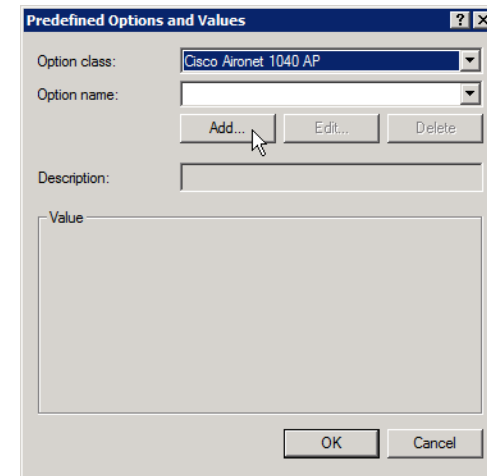 Predefined Options and Values
Option class: Cisco Aironet 1040 AP
Option name:
Add... Edit... Delete
Description:
Value
OK Cancel